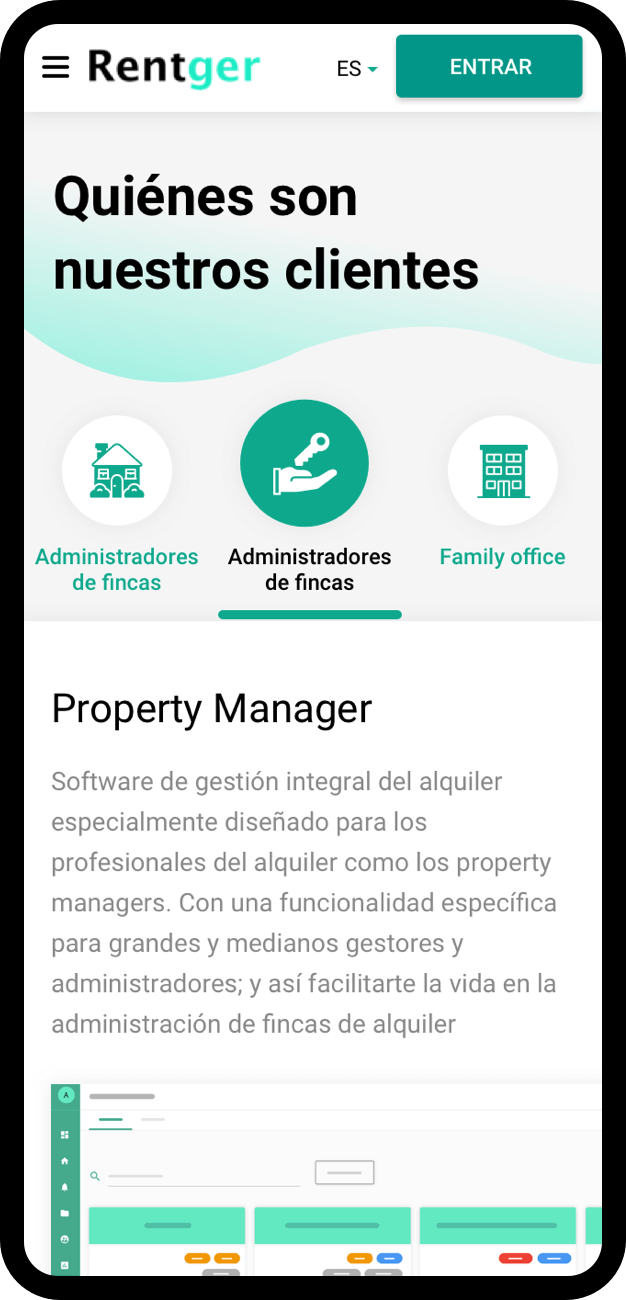 Rentger
ES
ENTRAR
Quiénes son
nuestros clientes
Administradores
de fincas
Administradores
de fincas
Family office
Property Manager
Software de gestión integral del alquiler
especialmente diseñado para los
profesionales del alquiler como los property
managers. Con una funcionalidad específica
para grandes y medianos gestores y
administradores; y así facilitarte la vida en la
administración de fincas de alquiler
A